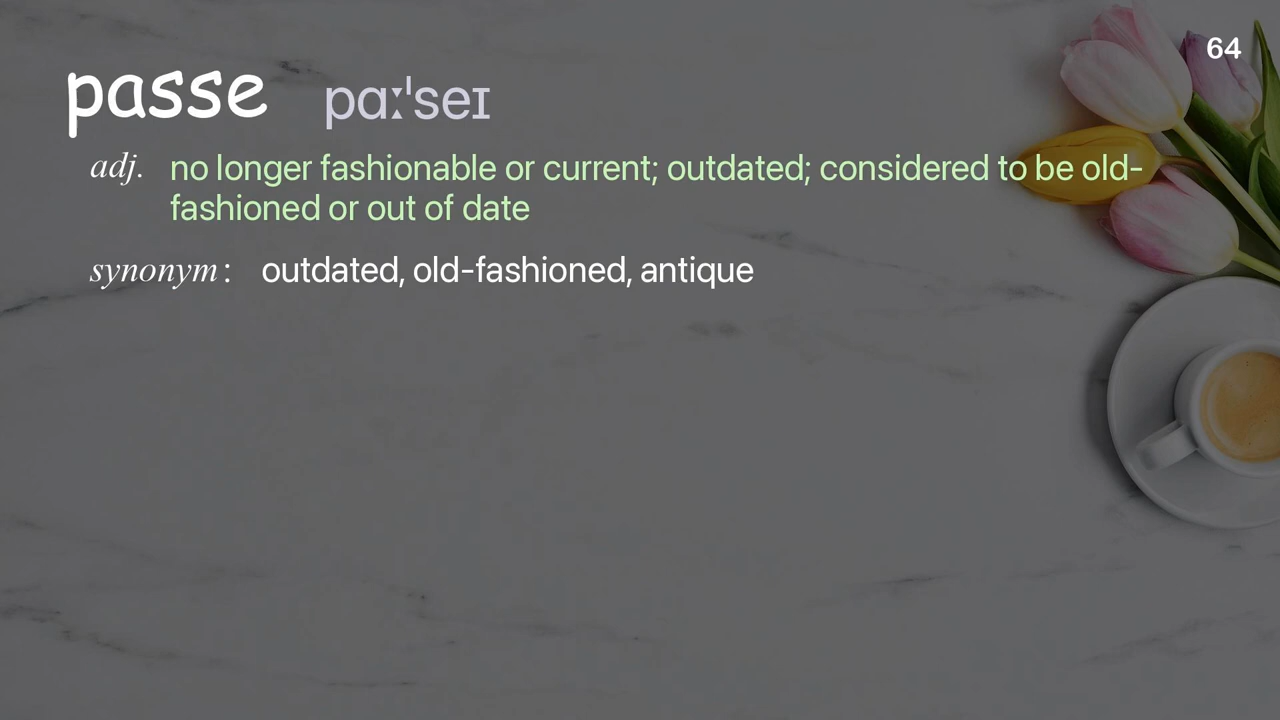 64
passe pɑːˈseɪ
adj. no longer fashionable or current; outdated; considered to be old-
fashioned or out of date
synonym : outdated, old-fashioned, antique